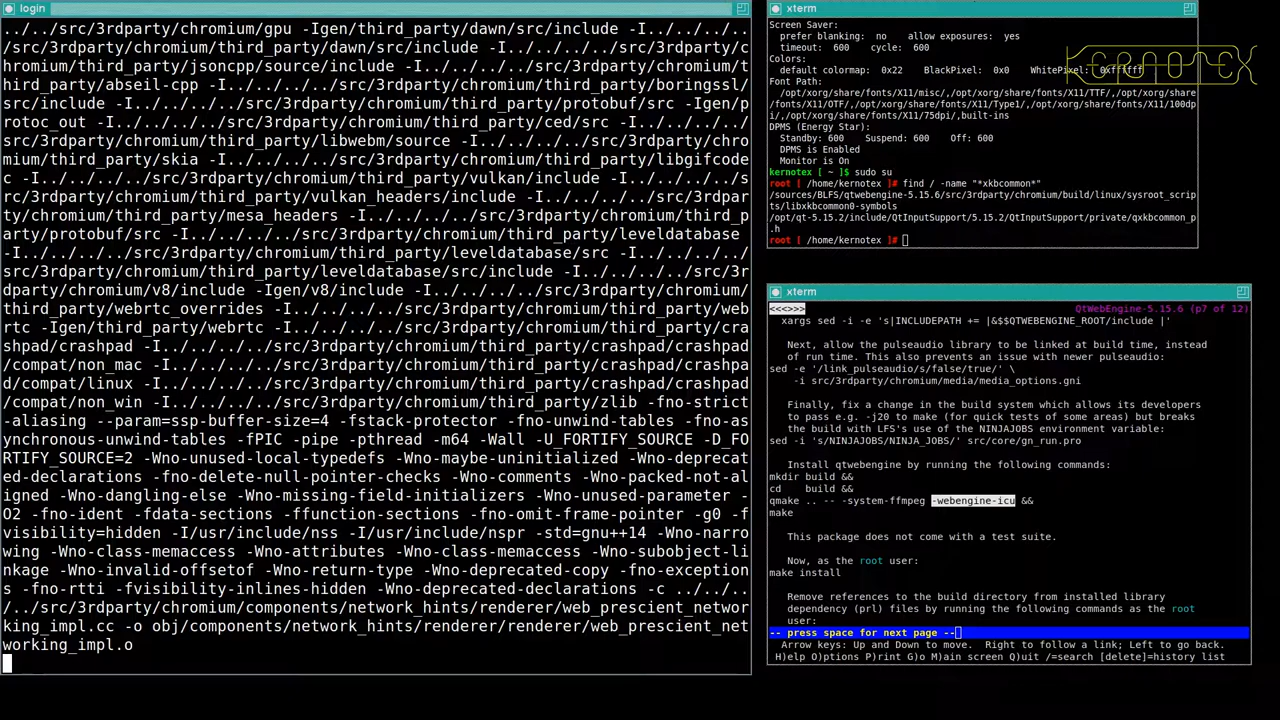 login
../../../src/3rdparty/chromium/gpu -Igen/third_party/dawn/src/include -I../../..
/src/3rdparty/chromium/third_party/dawn/src/include -I../../../src/3rdparty/c
hromium/third_party/jsoncpp/source/include -I../../../src/3rdparty/chromium/t
hird_party/abseil-cpp -I../../../src/3rdparty/chromium/third_party/boringssl/
src/include -I../../../src/3rdparty/chromium/third_party/protobuf/src -Igen/p
rotoc_out -I../../../src/3rdparty/chromium/third_party/ced/src -I../../../src
/3rdparty/chromium/third_party/libwebm/source -I../../../src/3rdparty/chro
mium/third_party/skia -I../../../src/3rdparty/chromium/third_party/libgifcode
c -I../../../src/3rdparty/chromium/third_party/vulkan/include -I../../../src/
3rdparty/chromium/third_party/vulkan_headers/include -I../../../src/3rdpa
rty/chromium/third_party/mesa_headers -I../../../src/3rdparty/chromium/third_p
arty/protobuf/src -I../../../src/3rdparty/chromium/third_party/leveldatabase
-I../../../src/3rdparty/chromium/third_party/leveldatabase/src -I../../../src
/3rdparty/chromium/third_party/leveldatabase/src/include -I../../../src/3r
dparty/chromium/v8/include -Igen/v8/include -I../../../src/3rdparty/chromium/
third_party/webrtc_overrides -I../../../src/3rdparty/chromium/third_party/web
rtc -Igen/third_party/webrtc -I../../../src/3rdparty/chromium/third_party/cra
shpad/crashpad -I../../../src/3rdparty/chromium/third_party/crashpad/crashpad
/compat/non_mac -I../../../src/3rdparty/chromium/third_party/crashpad/crashpa
d/compat/linux -I../../../src/3rdparty/chromium/third_party/crashpad/crashpad
/compat/non_win -I../../../src/3rdparty/chromium/third_party/zlib -fno-strict
-aliasing --param=ssp-buffer-size=4 -fstack-protector -fno-unwind-tables -fno-as
ynchronous-unwind-tables -fPIC -pipe -pthread -m64 -Wall -U_FORTIFY_SOURCE -D_FO
RTIFY_SOURCE=2 -Wno-unused-local-typedefs -Wno-maybe-uninitialized -Wno-deprecat
ed-declarations -fno-delete-null-pointer-checks -Wno-comments -Wno-packed-not-al
igned -Wno-dangling-else -Wno-missing-field-initializers -Wno-unused-parameter -
O2 -fno-ident -fdata-sections -ffunction-sections -fno-omit-frame-pointer -g0 -f
visibility=hidden -I/usr/include/nss -I/usr/include/nspr -std=gnu++14 -Wno-narro
wing -Wno-class-memaccess -Wno-attributes -Wno-class-memaccess -Wno-subobject-li
nkage -Wno-invalid-offsetof -Wno-return-type -Wno-deprecated-copy -fno-exception
s -fno-rtti -fvisibility-inlines-hidden -Wno-deprecated-declarations -c ../../..
/../src/3rdparty/chromium/components/network_hints/renderer/web_prescient_networ
king_impl.cc -o obj/components/network_hints/renderer/renderer/web_prescient_net
working_impl.o
xterm
Screen Saver:
prefer blanking:  no    allow exposures:  yes
timeout:  600    cycle:  600
Colors:
default colormap:  0x22    BlackPixel:  0x0    WhitePixel:  0xffffff
KERNOTEX
Font Path:
/opt/xorg/share/fonts/X11/misc/,/opt/xorg/share/fonts/X11/TTF/,/opt/xorg/share
/fonts/X11/OTF/,/opt/xorg/share/fonts/X11/Type1/,/opt/xorg/share/fonts/X11/100dp
i/,/opt/xorg/share/fonts/X11/75dpi/,built-ins
DPMS (Energy Star):
Standby: 600    Suspend: 600    Off: 600
DPMS is Enabled
Monitor is On
kernotex [ ~ ]$ sudo su
root [ /home/kernotex ]# find / -name "*xkbcommon*"
/sources/BLFS/qtwebengine-5.15.6/src/3rdparty/chromium/build/linux/sysroot_scrip
ts/libxkbcommon0-symbols
/opt/qt-5.15.2/include/QtInputSupport/5.15.2/QtInputSupport/private/qxkbcommon_p
.h
root [ /home/kernotex ]#
xterm
<<<>>> QtWebEngine-5.15.6 (p7 of 12)
xargs sed -i -e 's|INCLUDEPATH += |&$$QTWEBENGINE_ROOT/include |'
Next, allow the pulseaudio library to be linked at build time, instead
of run time. This also prevents an issue with newer pulseaudio:
sed -e '/link_pulseaudio/s/false/true/' \
-i src/3rdparty/chromium/media/media_options.gni
Finally, fix a change in the build system which allows its developers
to pass e.g. -j20 to make (for quick tests of some areas) but breaks
the build with LFS's use of the NINJAJOBS environment variable:
sed -i 's/NINJAJOBS/NINJA_JOBS/' src/core/gn_run.pro
Install qtwebengine by running the following commands:
mkdir build &&
cd    build &&
qmake .. -- -system-ffmpeg -webengine-icu &&
make
This package does not come with a test suite.
Now, as the root user:
make install
Remove references to the build directory from installed library
dependency (prl) files by running the following commands as the root
user:
-- press space for next page --
Arrow keys: Up and Down to move.  Right to follow a link; Left to go back.
H)elp O)ptions P)rint G)o M)ain screen Q)uit /=search [delete]=history list